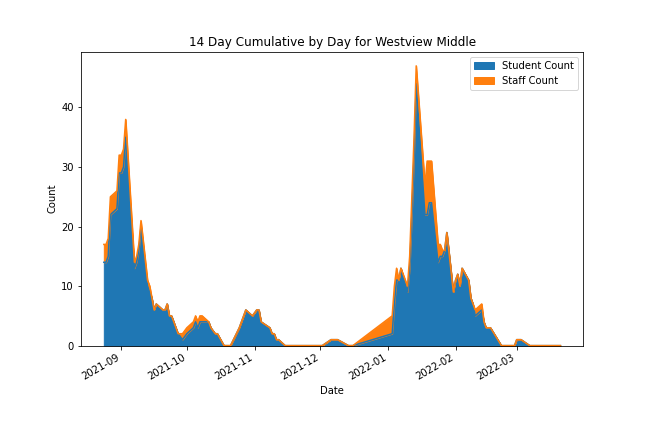 14 Day Cumulative by Day for Westview Middle
Student Count
Staff Count
Count
40
30
20
10
0
2021-09
2021-10
2021-11
2021-12
2022-01
2022-02
2022-03
Date